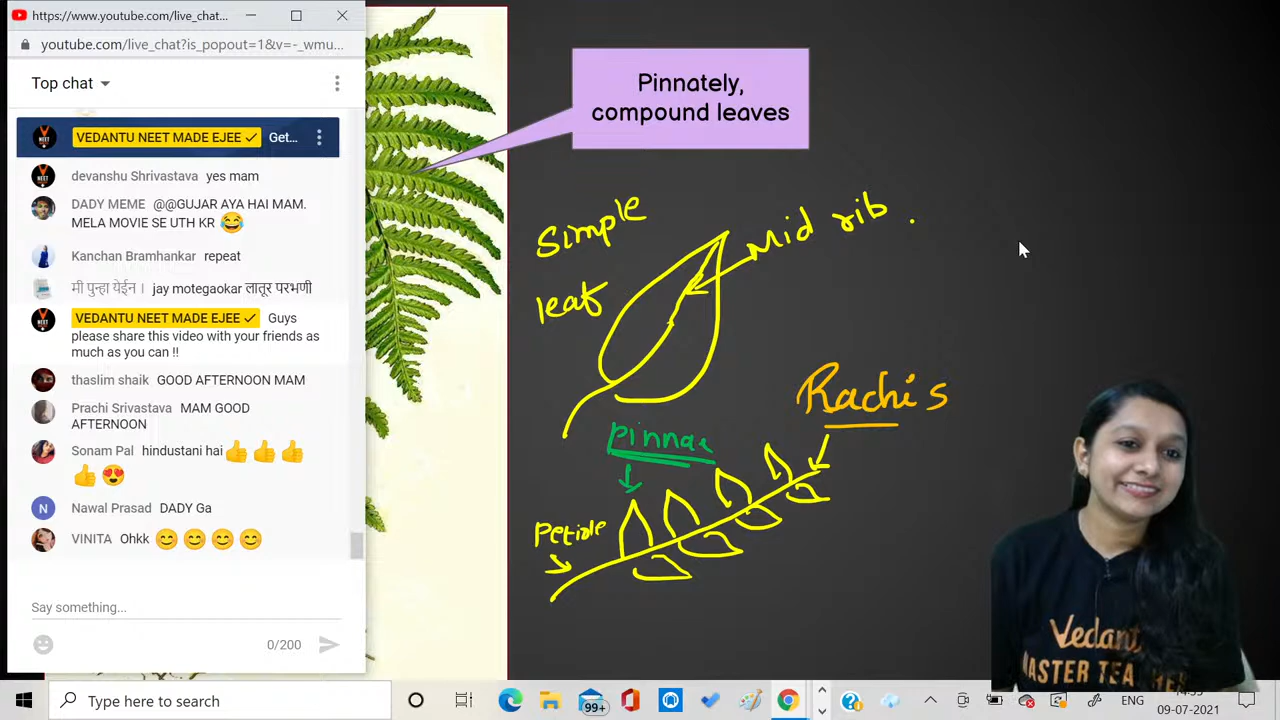 https://www.youtube.com/live_chat...
youtube.com/live_chat?is_popout=1&v=-_wmu...
Top chat
VEDANTU NEET MADE EJEE Get...
devanshu Shrivastava yes mam
DADY MEME @@GUJAR AYA HAI MAM.
MELA MOVIE SE UTH KR 😂
Kanchan Bramhankar repeat
मी पुन्हा येईन । jay motegaokar लातूर परभणी
VEDANTU NEET MADE EJEE Guys
please share this video with your friends as
much as you can !!
thaslim shaik GOOD AFTERNOON MAM
Prachi Srivastava MAM GOOD
AFTERNOON
Sonam Pal hindustani hai👍👍👍
👍😍
N Nawal Prasad DADY Ga
VINITA Ohkk 😊😊😊😊
Say something...
0/200
Pinnately,
compound leaves
Simple
leaf
Mid rib .
Rachis
pinnae
Petiole
Vedant
MASTER TEA
Type here to search
99+
ENG
09-07-2021